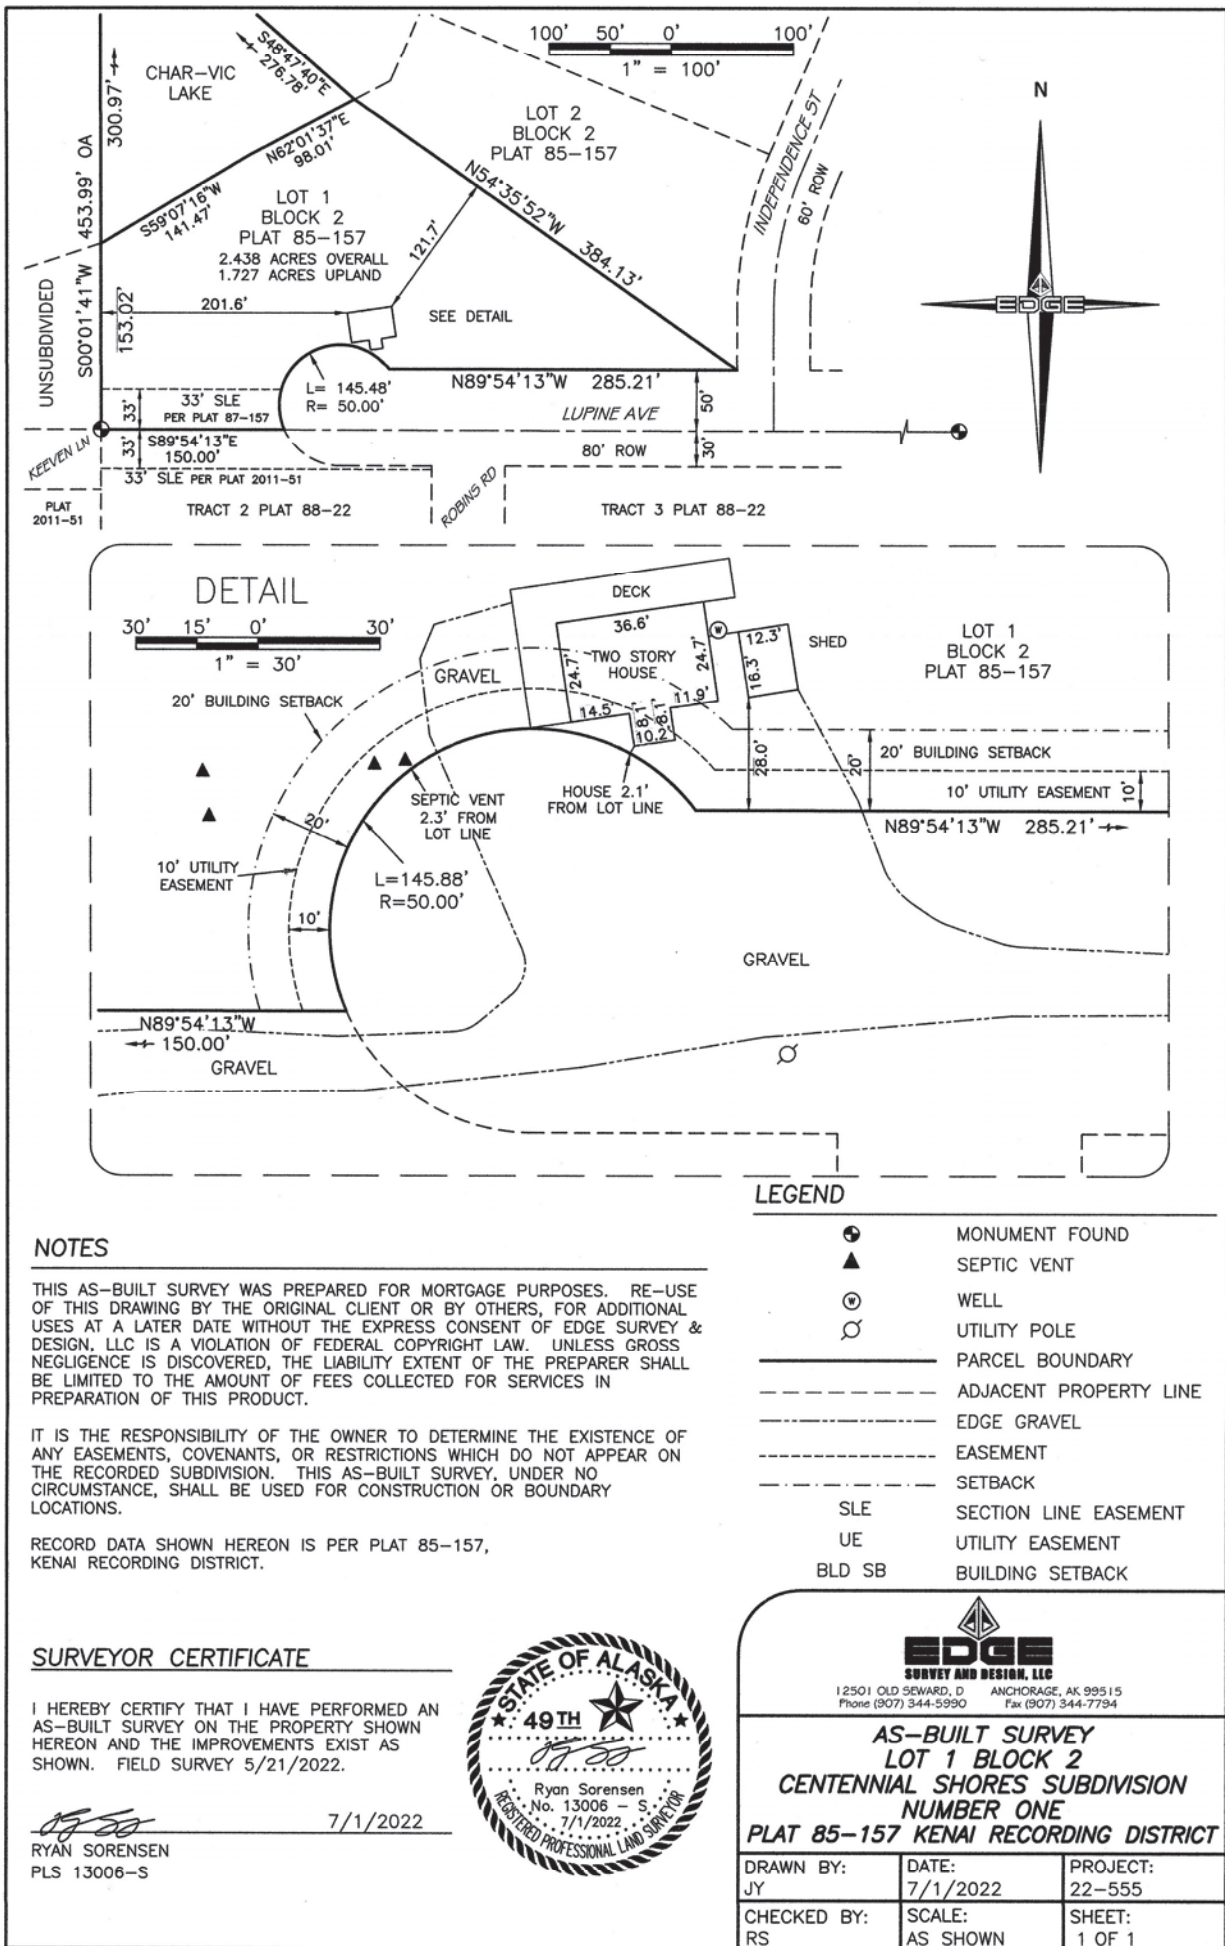 100' 50' 0' 100'
1" = 100'
N
CHAR-VIC
LAKE
S48°47'40"E
276.78'
300.97'
S00°01'41"W 453.99' OA
153.02'
N62°01'37"E
98.01'
S59°07'16"W
141.47'
LOT 2
BLOCK 2
PLAT 85-157
INDEPENDENCE ST
60' ROW
N54°35'52"W 384.13'
LOT 1
BLOCK 2
PLAT 85-157
2.438 ACRES OVERALL
1.727 ACRES UPLAND
121.7'
201.6'
SEE DETAIL
UNSUBDIVIDED
EDGE
L= 145.48'
R= 50.00'
N89°54'13"W 285.21'
33' SLE
PER PLAT 87-157
33'
33'
LUPINE AVE
50'
30'
80' ROW
S89°54'13"E
150.00'
KEEVEN LN
33' SLE PER PLAT 2011-51
PLAT
2011-51
TRACT 2 PLAT 88-22
ROBINS RD
TRACT 3 PLAT 88-22
DETAIL
30' 15' 0' 30'
1" = 30'
DECK
36.6'
24.7'
24.7'
TWO STORY
HOUSE
W
12.3'
16.3'
SHED
LOT 1
BLOCK 2
PLAT 85-157
GRAVEL
20' BUILDING SETBACK
14.5'
8.1'
8.1'
11.9'
10.2'
28.0'
20'
20' BUILDING SETBACK
10' UTILITY EASEMENT
10'
HOUSE 2.1'
FROM LOT LINE
SEPTIC VENT
2.3' FROM
LOT LINE
N89°54'13"W 285.21'
20'
10' UTILITY
EASEMENT
L=145.88'
R=50.00'
10'
GRAVEL
N89°54'13"W
150.00'
GRAVEL
LEGEND
MONUMENT FOUND
SEPTIC VENT
W WELL
UTILITY POLE
PARCEL BOUNDARY
ADJACENT PROPERTY LINE
EDGE GRAVEL
EASEMENT
SETBACK
SLE SECTION LINE EASEMENT
UE UTILITY EASEMENT
BLD SB BUILDING SETBACK
NOTES
THIS AS-BUILT SURVEY WAS PREPARED FOR MORTGAGE PURPOSES. RE-USE
OF THIS DRAWING BY THE ORIGINAL CLIENT OR BY OTHERS, FOR ADDITIONAL
USES AT A LATER DATE WITHOUT THE EXPRESS CONSENT OF EDGE SURVEY &
DESIGN, LLC IS A VIOLATION OF FEDERAL COPYRIGHT LAW. UNLESS GROSS
NEGLIGENCE IS DISCOVERED, THE LIABILITY EXTENT OF THE PREPARER SHALL
BE LIMITED TO THE AMOUNT OF FEES COLLECTED FOR SERVICES IN
PREPARATION OF THIS PRODUCT.
IT IS THE RESPONSIBILITY OF THE OWNER TO DETERMINE THE EXISTENCE OF
ANY EASEMENTS, COVENANTS, OR RESTRICTIONS WHICH DO NOT APPEAR ON
THE RECORDED SUBDIVISION. THIS AS-BUILT SURVEY, UNDER NO
CIRCUMSTANCE, SHALL BE USED FOR CONSTRUCTION OR BOUNDARY
LOCATIONS.
RECORD DATA SHOWN HEREON IS PER PLAT 85-157,
KENAI RECORDING DISTRICT.
SURVEYOR CERTIFICATE
I HEREBY CERTIFY THAT I HAVE PERFORMED AN
AS-BUILT SURVEY ON THE PROPERTY SHOWN
HEREON AND THE IMPROVEMENTS EXIST AS
SHOWN. FIELD SURVEY 5/21/2022.
7/1/2022
RYAN SORENSEN
PLS 13006-S
STATE OF ALASKA
49TH
Ryan Sorensen
No. 13006 - S
7/1/2022
REGISTERED PROFESSIONAL LAND SURVEYOR
EDGE
SURVEY AND DESIGN, LLC
12501 OLD SEWARD, D ANCHORAGE, AK 99515
Phone (907) 344-5990 Fax (907) 344-7794
AS-BUILT SURVEY
LOT 1 BLOCK 2
CENTENNIAL SHORES SUBDIVISION
NUMBER ONE
PLAT 85-157 KENAI RECORDING DISTRICT
DRAWN BY: DATE: PROJECT:
JY 7/1/2022 22-555
CHECKED BY: SCALE: SHEET:
RS AS SHOWN 1 OF 1